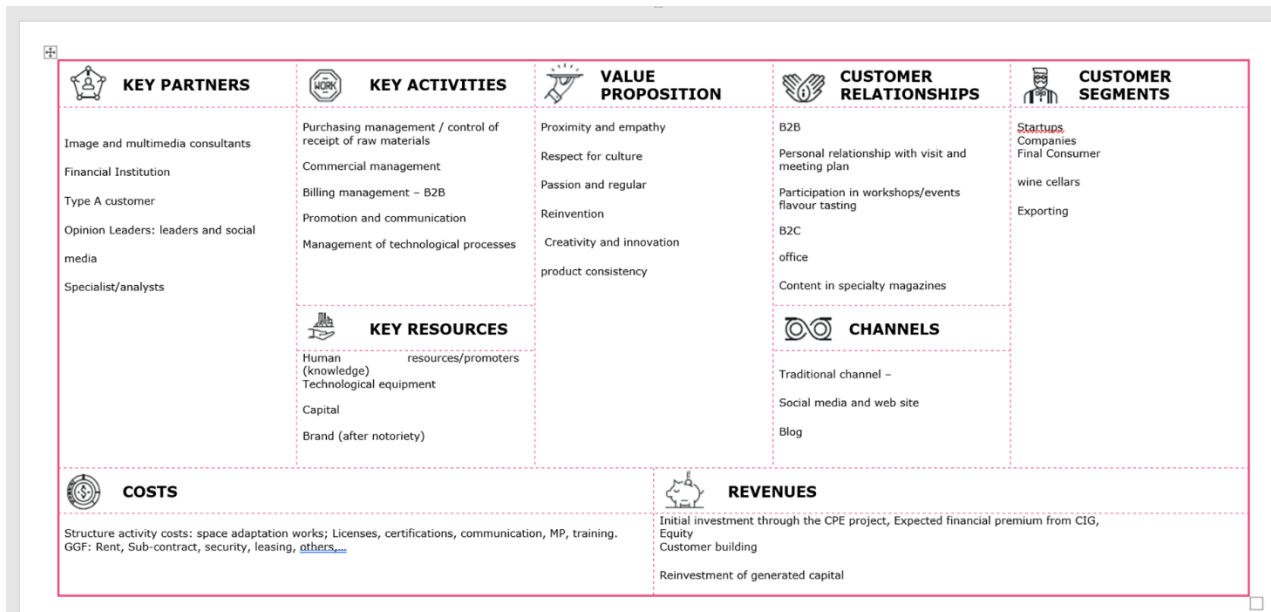 KEY PARTNERS
Image and multimedia consultants
Financial Institution
Type A customer
Opinion Leaders: leaders and social
media
Specialist/analysts
WORK
KEY ACTIVITIES
Purchasing management / control of
receipt of raw materials
Commercial management
Billing management – B2B
Promotion and communication
Management of technological processes
KEY RESOURCES
Human resources/promoters
(knowledge)
Technological equipment
Capital
Brand (after notoriety)
VALUE
PROPOSITION
Proximity and empathy
Respect for culture
Passion and regular
Reinvention
Creativity and innovation
product consistency
CUSTOMER
RELATIONSHIPS
B2B
Personal relationship with visit and
meeting plan
Participation in workshops/events
flavour tasting
B2C
office
Content in specialty magazines
CHANNELS
Traditional channel –
Social media and web site
Blog
CUSTOMER
SEGMENTS
Startups
Companies
Final Consumer
wine cellars
Exporting
COSTS
Structure activity costs: space adaptation works; Licenses, certifications, communication, MP, training.
GGF: Rent, Sub-contract, security, leasing, others,...
REVENUES
Initial investment through the CPE project, Expected financial premium from CIG,
Equity
Customer building
Reinvestment of generated capital